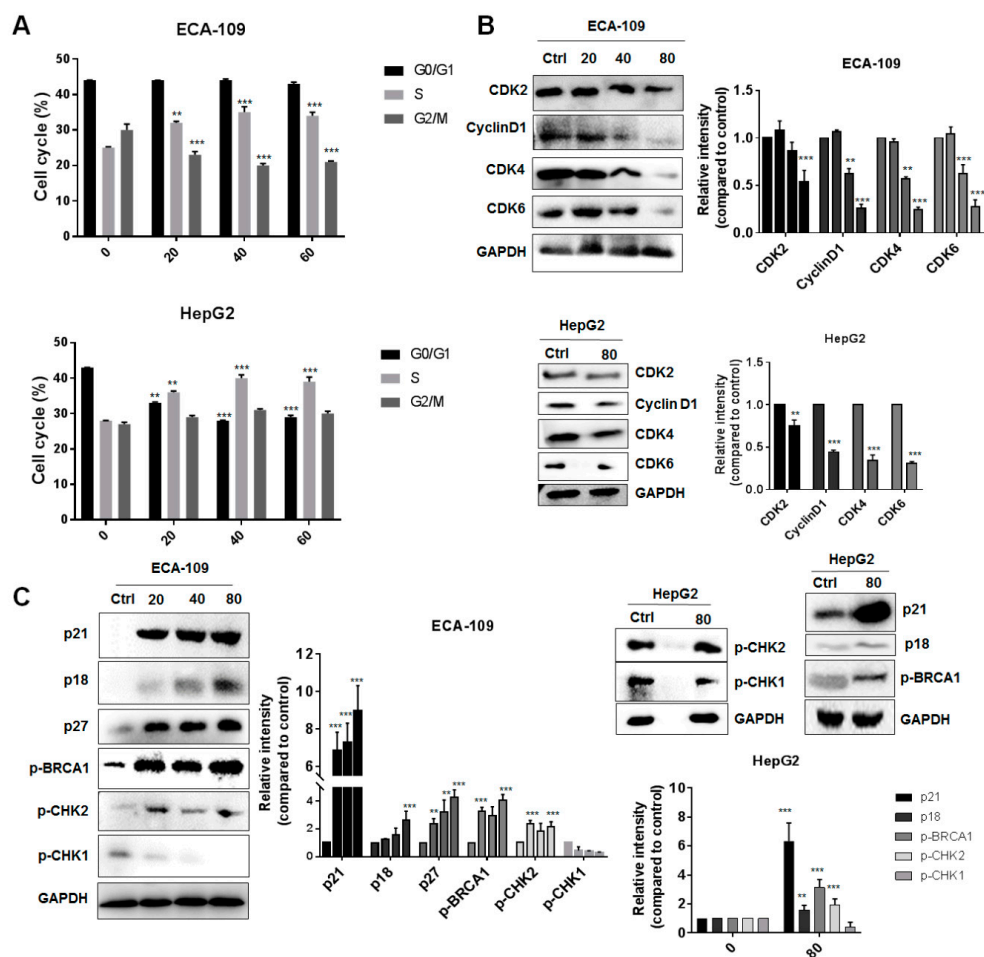 A
ECA-109
Cell cycle (%)
60
40
20
0
** *** *** *** *** ***
0 20 40 60
G0/G1
S
G2/M
HepG2
Cell cycle (%)
60
40
20
0
** ** *** *** *** ***
0 20 40 60
G0/G1
S
G2/M
B
ECA-109
Ctrl 20 40 80
CDK2
CyclinD1
CDK4
CDK6
GAPDH
ECA-109
Relative intensity
(compared to control)
1.5
1.0
0.5
0.0
*** ** *** ** *** *** ***
CDK2 CyclinD1 CDK4 CDK6
HepG2
Ctrl 80
CDK2
Cyclin D1
CDK4
CDK6
GAPDH
HepG2
Relative intensity
(compared to control)
1.5
1.0
0.5
0.0
** *** *** ***
CDK2 CyclinD1 CDK4 CDK6
C
ECA-109
Ctrl 20 40 80
p21
p18
p27
p-BRCA1
p-CHK2
p-CHK1
GAPDH
ECA-109
Relative intensity
(compared to control)
12
10
8
6
4
2
0
*** *** *** *** ** ** *** *** *** *** ***
p21 p18 p27 p-BRCA1 p-CHK2 p-CHK1
HepG2
Ctrl 80
p-CHK2
p-CHK1
GAPDH
HepG2
Ctrl 80
p21
p18
p-BRCA1
GAPDH
HepG2
Relative intensity
(compared to control)
10
8
6
4
2
0
*** ** *** ***
0 80
p21
p18
p-BRCA1
p-CHK2
p-CHK1